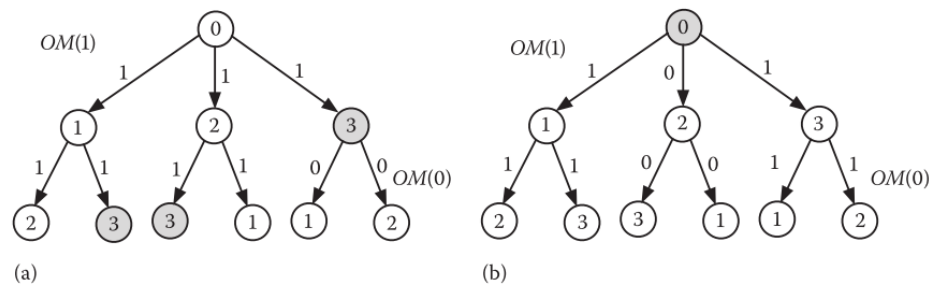 0 0
OM(1) OM(1)
1 1 1 1 0 1
1 2 3 1 2 3
1 1 1 1 0 0 OM(0) 1 1 0 0 1 1 OM(0)
2 3 3 1 1 2 2 3 3 1 1 2
(a) (b)